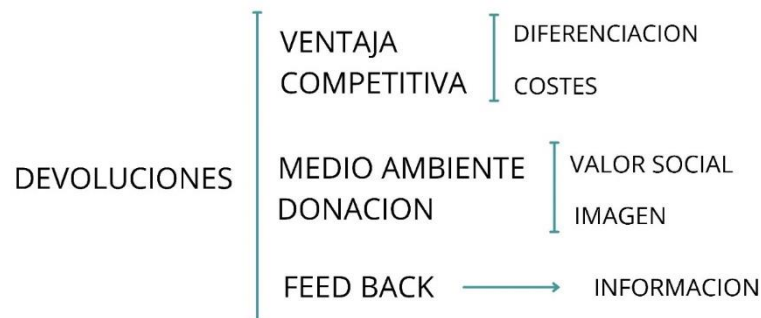 DEVOLUCIONES
VENTAJA
COMPETITIVA
DIFERENCIACION
COSTES
MEDIO AMBIENTE
DONACION
VALOR SOCIAL
IMAGEN
FEED BACK
INFORMACION